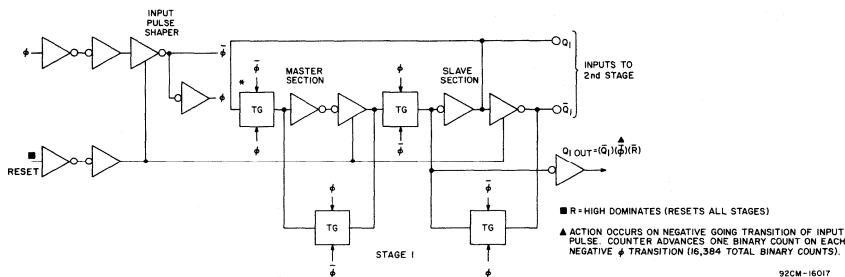 INPUT
PULSE
SHAPER
ϕ
ϕ̄
ϕ
RESET
ϕ̄
*
TG
ϕ
MASTER
SECTION
ϕ
TG
ϕ̄
SLAVE
SECTION
Q1
Q̄1
INPUTS TO
2nd STAGE
▲
Q1 OUT=(Q̄1)(ϕ̄)(R̄)
ϕ
TG
ϕ̄
STAGE 1
ϕ̄
TG
ϕ
■ R = HIGH DOMINATES (RESETS ALL STAGES)
▲ ACTION OCCURS ON NEGATIVE GOING TRANSITION OF INPUT
PULSE. COUNTER ADVANCES ONE BINARY COUNT ON EACH
NEGATIVE ϕ TRANSITION (16,384 TOTAL BINARY COUNTS).
92CM-16017